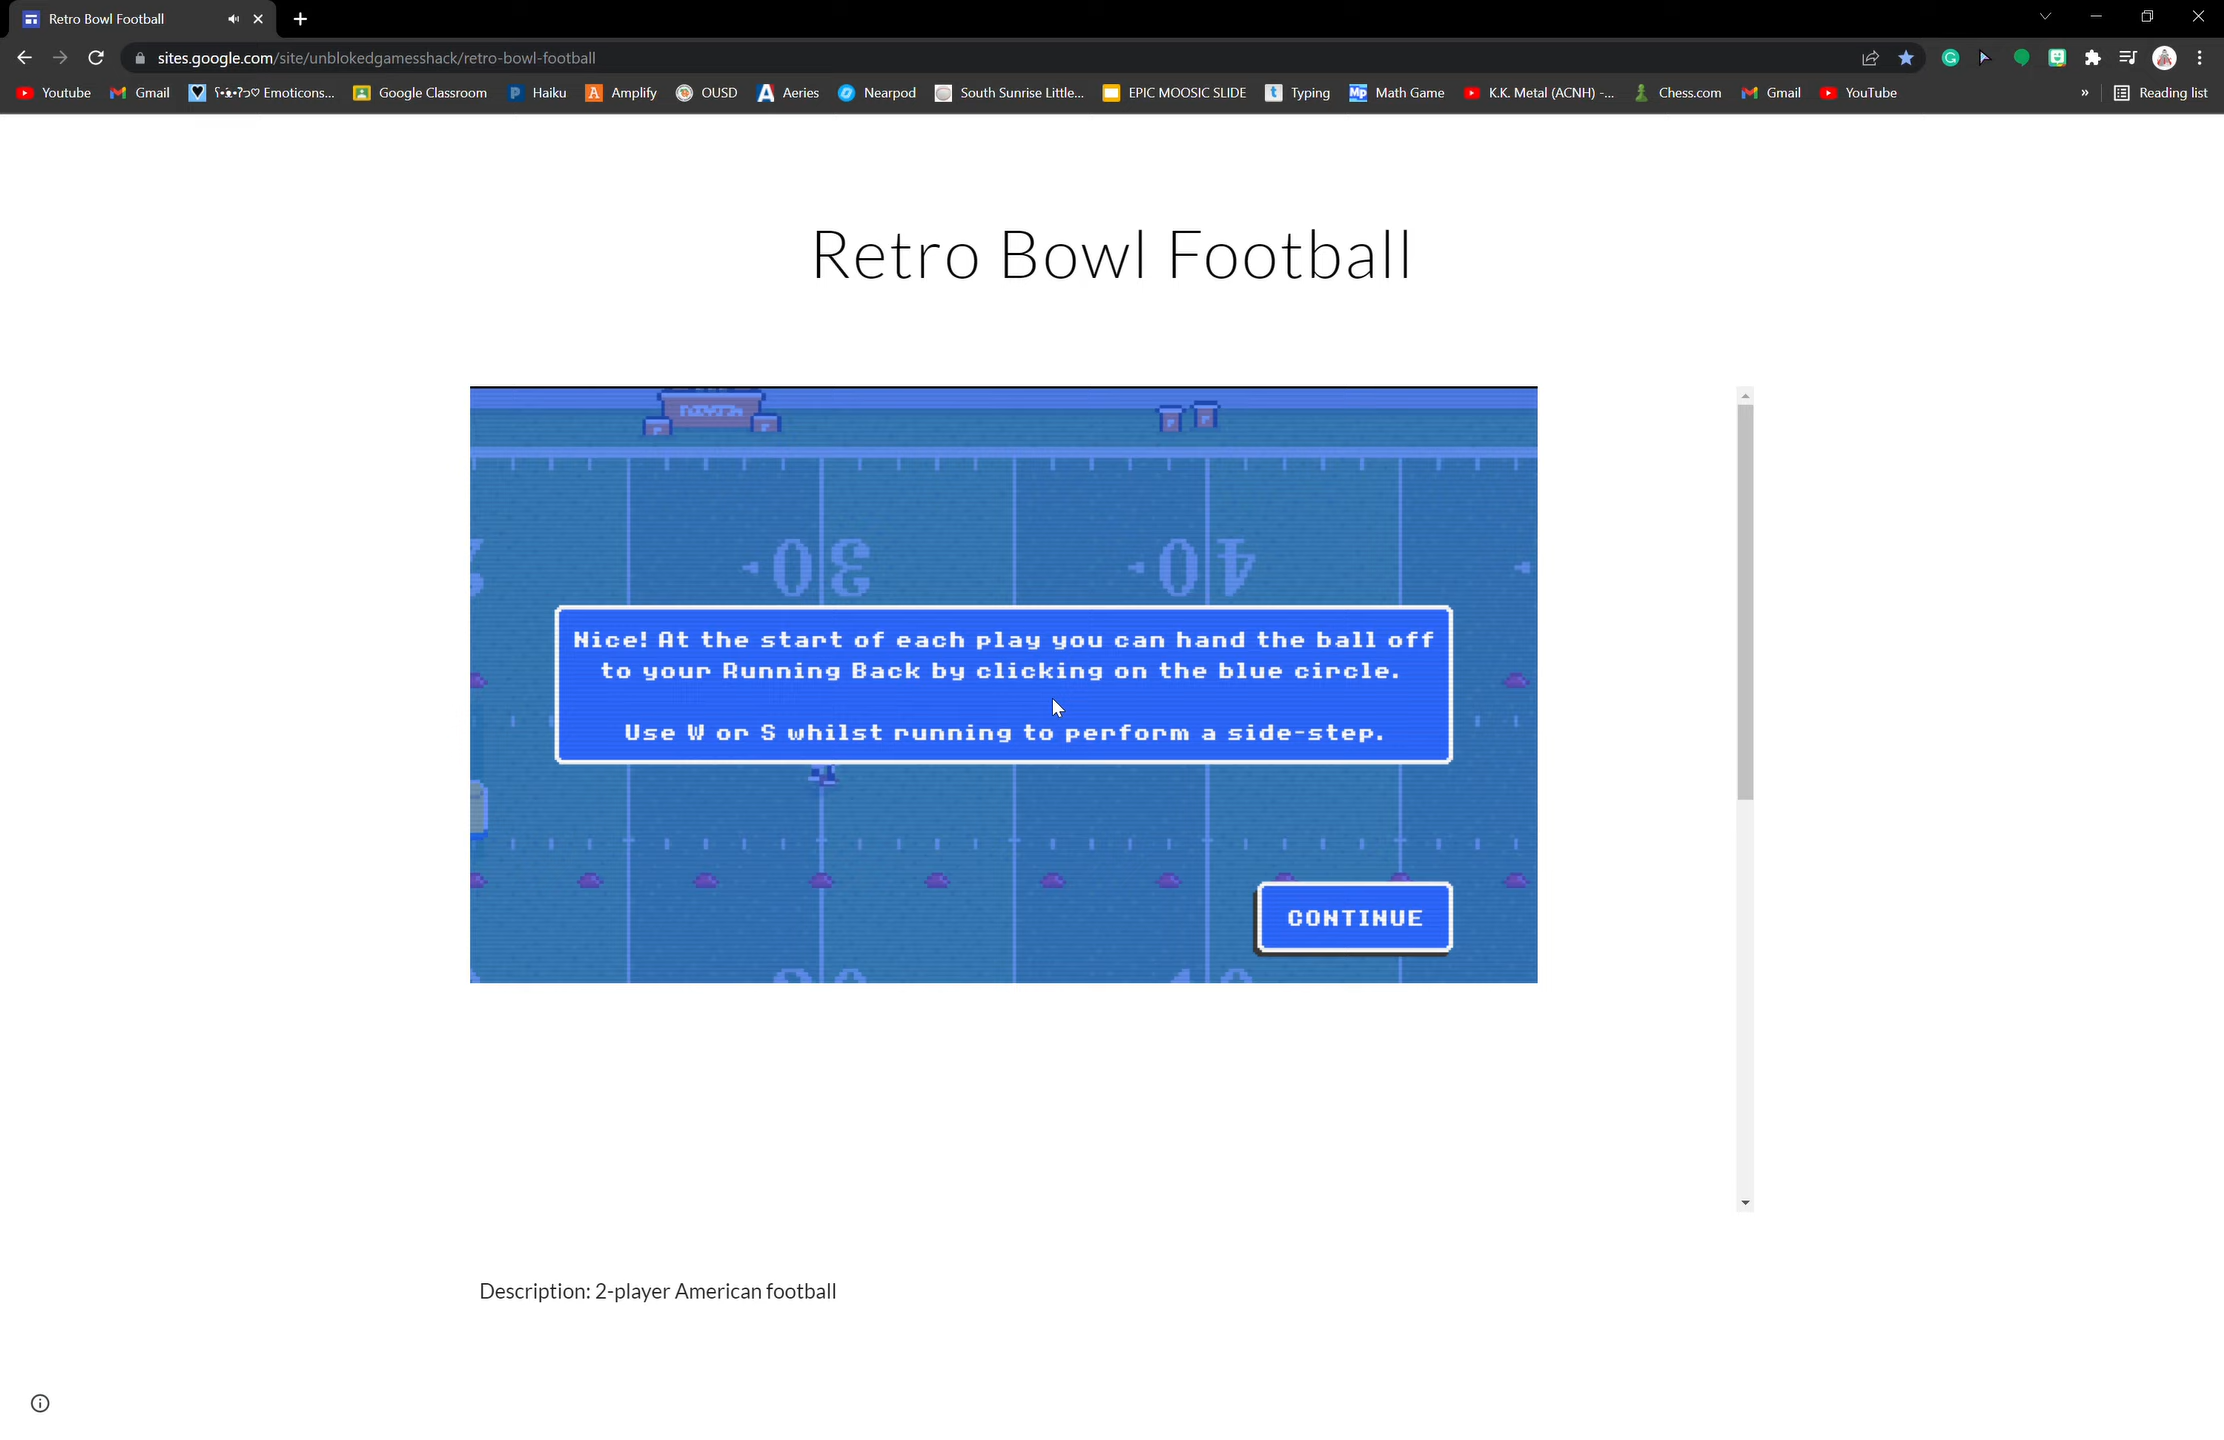 Retro Bowl Football
sites.google.com/site/unblokedgamesshack/retro-bowl-football
Youtube
Gmail
Emoticons...
Google Classroom
Haiku
Amplify
OUSD
Aeries
Nearpod
South Sunrise Little...
EPIC MOOSIC SLIDE
Typing
Math Game
K.K. Metal (ACNH) -...
Chess.com
Gmail
YouTube
»
Reading list
Retro Bowl Football
30
40
Nice! At the start of each play you can hand the ball off
to your Running Back by clicking on the blue circle.
Use W or S whilst running to perform a side-step.
CONTINUE
Description: 2-player American football